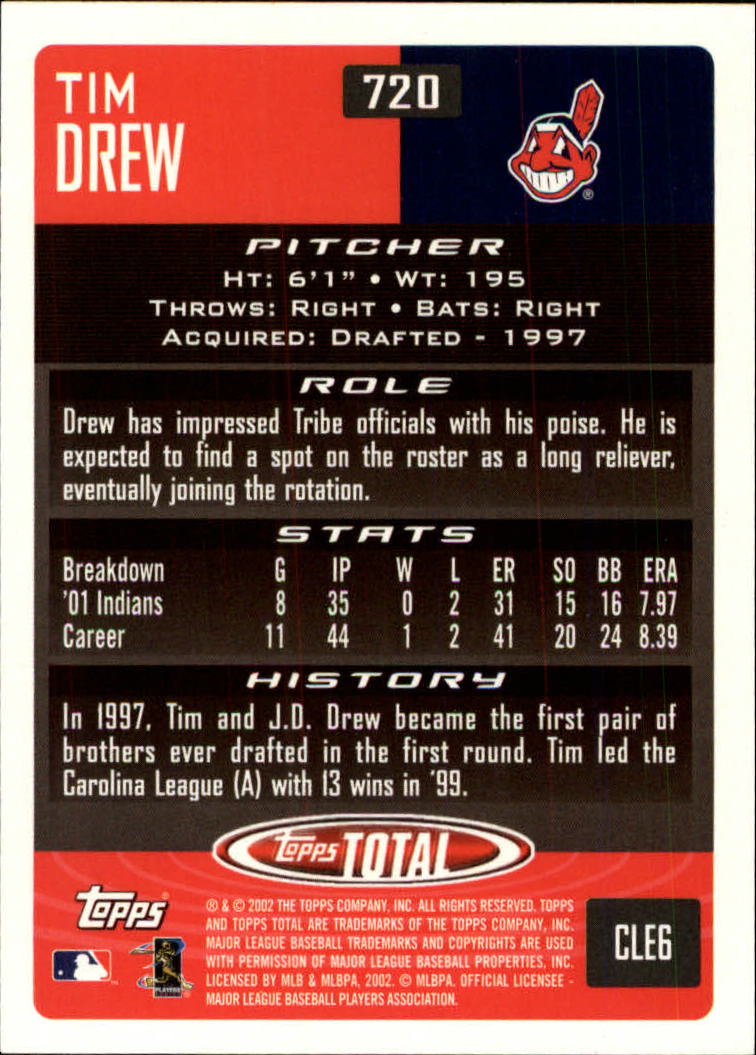 TIM
DREW
720
®
PITCHER
HT: 6'1" • WT: 195
THROWS: RIGHT • BATS: RIGHT
ACQUIRED: DRAFTED - 1997
ROLE
Drew has impressed Tribe officials with his poise. He is
expected to find a spot on the roster as a long reliever,
eventually joining the rotation.
STATS
Breakdown G IP W L ER SO BB ERA
'01 Indians 8 35 0 2 31 15 16 7.97
Career 11 44 1 2 41 20 24 8.39
HISTORY
In 1997, Tim and J.D. Drew became the first pair of
brothers ever drafted in the first round. Tim led the
Carolina League (A) with 13 wins in '99.
Topps TOTAL
Topps
® & © 2002 THE TOPPS COMPANY, INC. ALL RIGHTS RESERVED. TOPPS
AND TOPPS TOTAL ARE TRADEMARKS OF THE TOPPS COMPANY, INC.
MAJOR LEAGUE BASEBALL TRADEMARKS AND COPYRIGHTS ARE USED
WITH PERMISSION OF MAJOR LEAGUE BASEBALL PROPERTIES, INC.
LICENSED BY MLB & MLBPA, 2002. © MLBPA. OFFICIAL LICENSEE -
MAJOR LEAGUE BASEBALL PLAYERS ASSOCIATION.
CLE6
PLAYERS